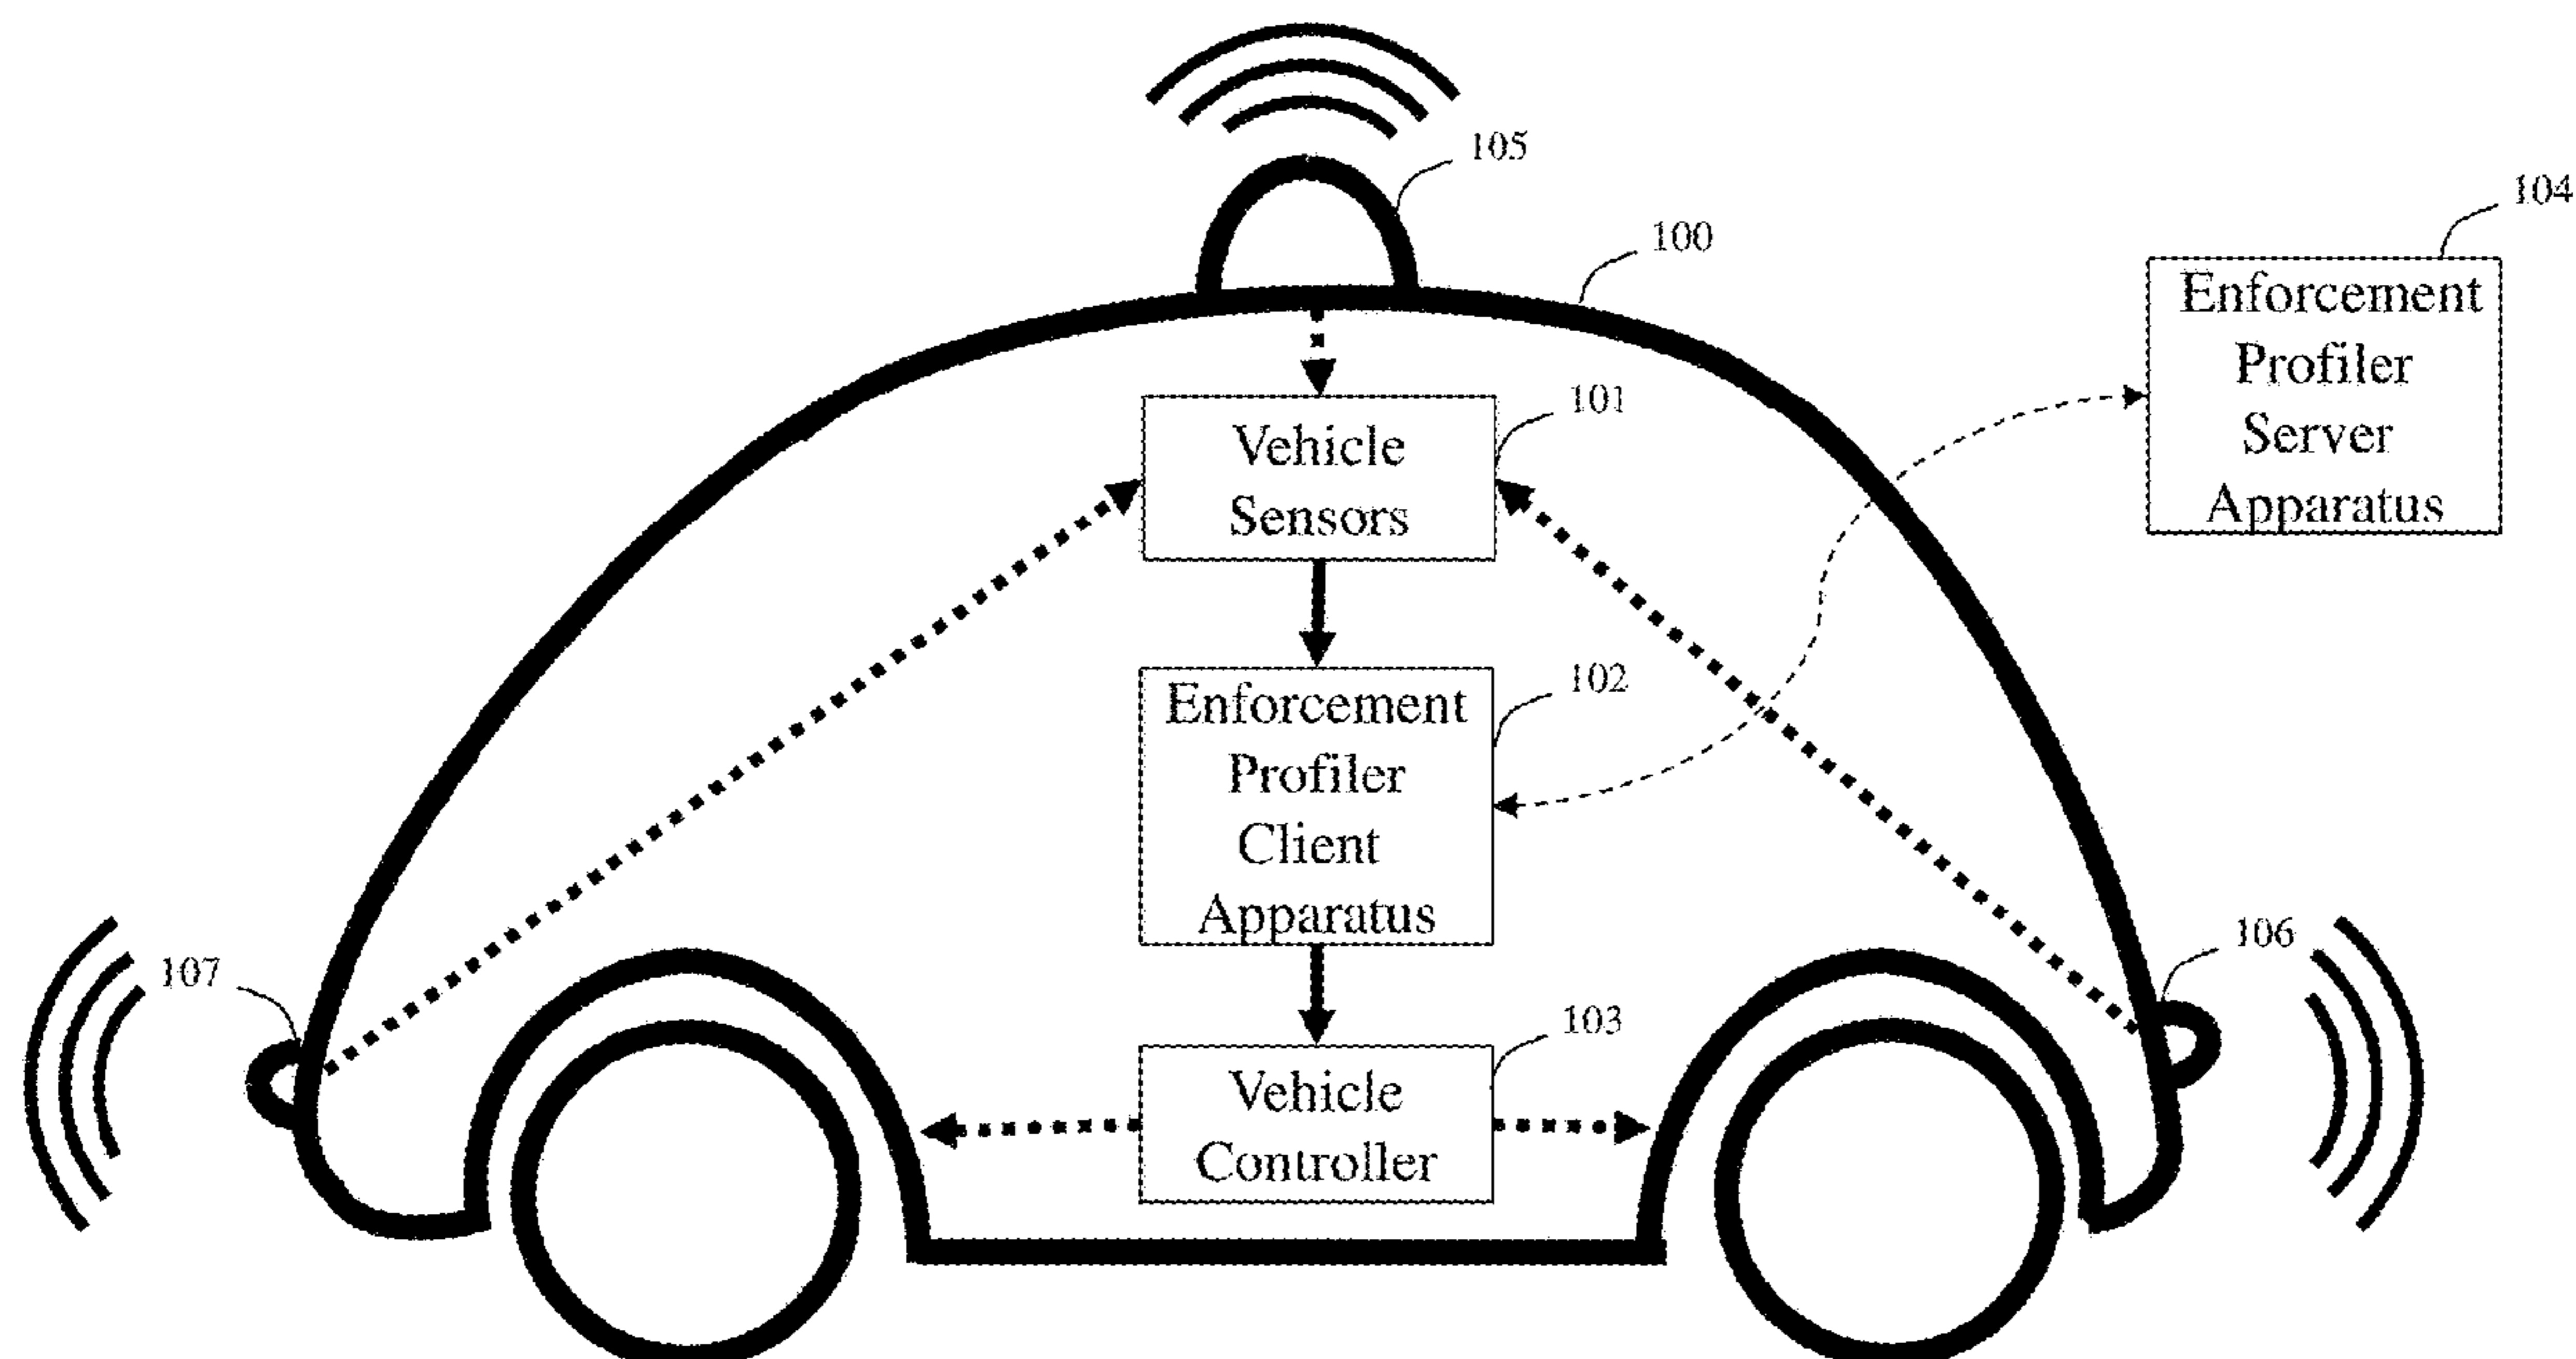 105
104
100
Enforcement
Profiler
Server
Apparatus
101
Vehicle
Sensors
102
Enforcement
Profiler
Client
Apparatus
107
106
103
Vehicle
Controller